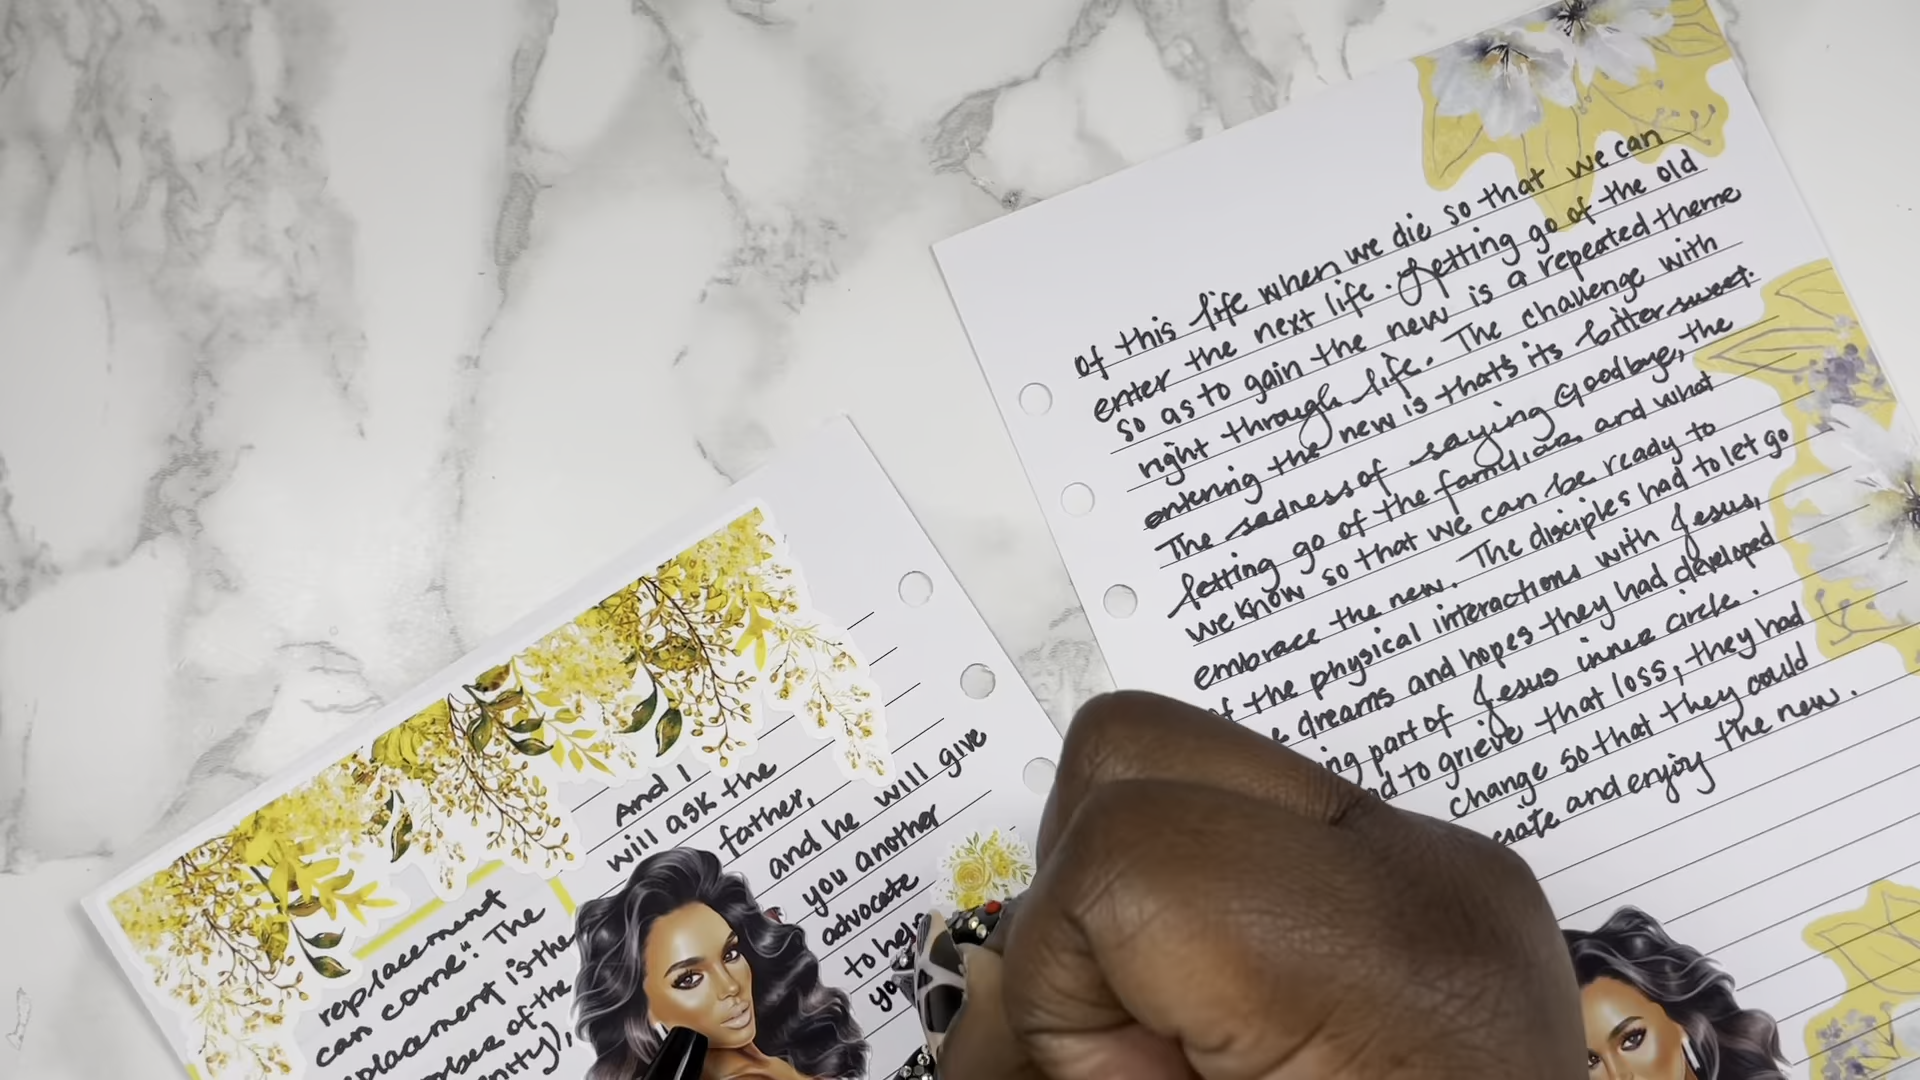 replacement
can come". The
placement is the
of the
And I
will ask the
father,
and he will give
you another
advocate
to help
of this life when we die so that we can
enter the next life. Letting go of the old
so as to gain the new is a repeated theme
right through life. The challenge with
entering the new is thats its bitter sweet.
The sadness of saying Goodbye, the
letting go of the familiar and what
we know so that we can be ready to
embrace the new. The disciples had to let go
of the physical interactions with Jesus,
dreams and hopes they had developed
part of Jesus inner circle.
to grieve that loss, they had
change so that they could
and enjoy the new.